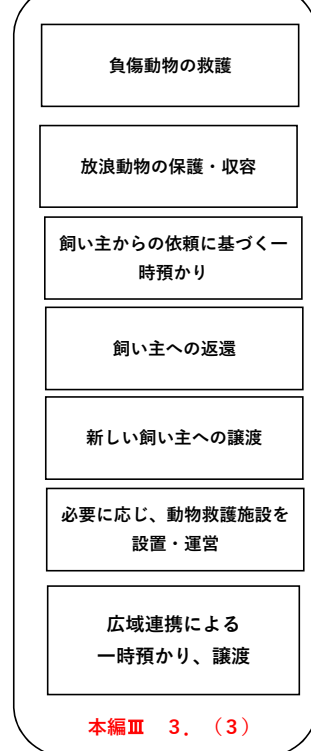 負傷動物の救護
放浪動物の保護・収容
飼い主からの依頼に基づく一
時預かり
飼い主への返還
新しい飼い主への譲渡
必要に応じ、動物救護施設を
設置・運営
広域連携による
一時預かり、譲渡
本編Ⅲ　３．（３）